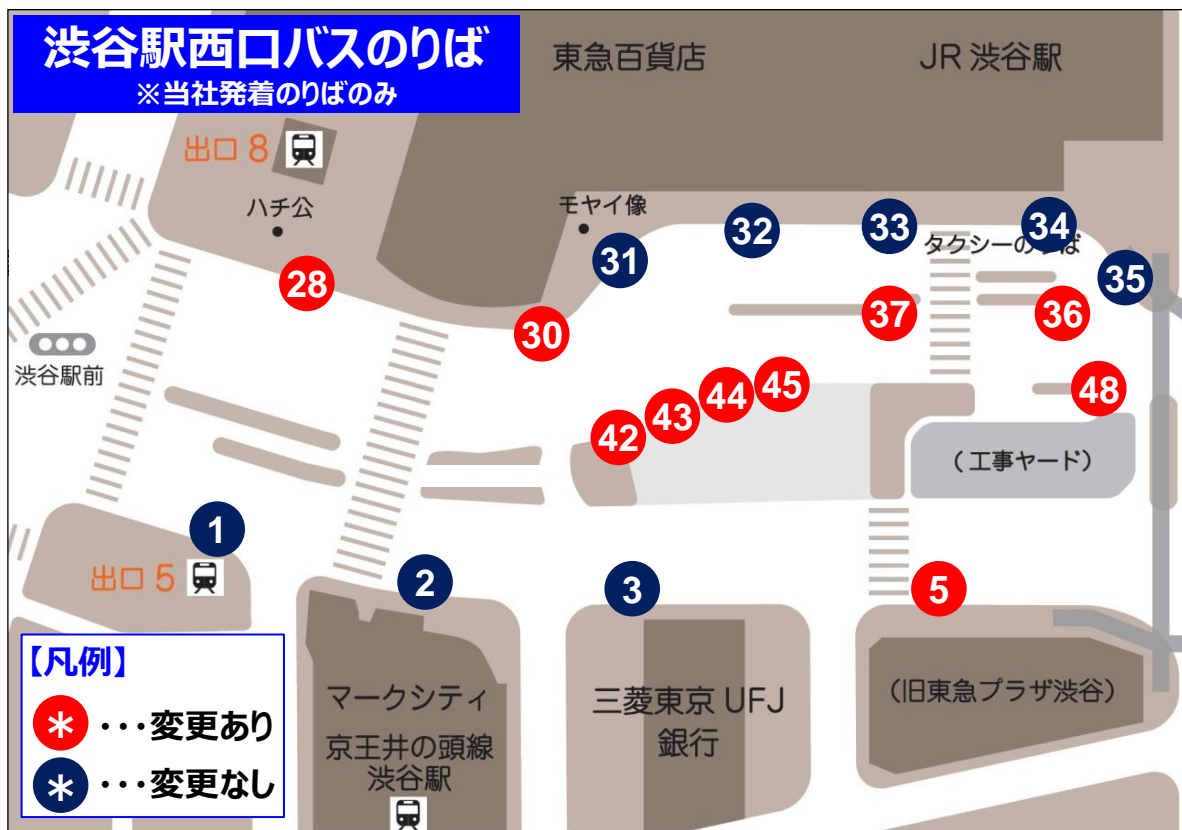 渋谷駅西口バスのりば
※当社発着のりばのみ
東急百貨店
JR 渋谷駅
出口 8
ハチ公
モヤイ像
28
30
31
32
33
34
タクシーのりば
35
37
36
渋谷駅前
42
43
44
45
48
(工事ヤード)
1
出口 5
2
3
5
マークシティ
京王井の頭線
渋谷駅
三菱東京 UFJ
銀行
(旧東急プラザ渋谷)
【凡例】
* ・・・変更あり
* ・・・変更なし